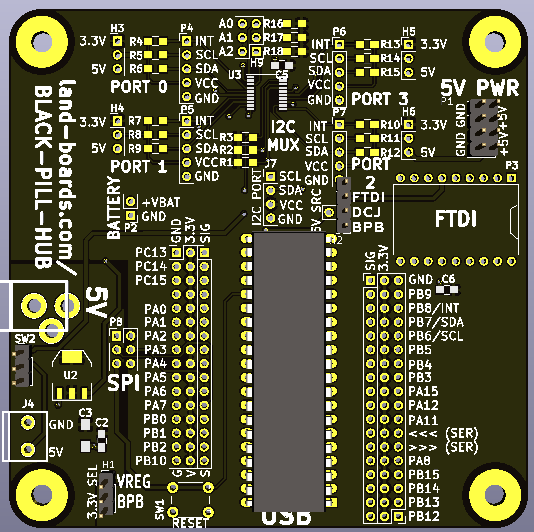 H3
3.3V
5V
R4
R5
R6
P4
INT
SCL
SDA
VCC
GND
PORT 0
A0
A1
A2
R16
R17
R18
H9
U3
P6
INT
SCL
SDA
VCC
GND
R13
R14
R15
H5
3.3V
5V
PORT 3
5V PWR
P1
GND GND
+5V+5V
land-boards.com/
BLACK-PILL-HUB
H4
3.3V
5V
R7
R8
R9
P5
INT
SCL
SDA
VCC
GND
PORT 1
R3
R2
R1
I2C
MUX
J7
SCL
SDA
VCC
GND
I2C PORT
P7
INT
SCL
SDA
VCC
GND
R10
R11
R12
H6
3.3V
5V
PORT
2
FTDI
DCJ
BPB
5V SRC
P3
FTDI
BATTERY
+VBAT
GND
P2
GND
3.3V
SIG
PC13
PC14
PC15
PA0
PA1
PA2
PA3
PA4
PA5
PA6
PA7
PB0
PB1
PB2
PB10
G
V
S
5V
SW2
P8
SPI
U2
J4
GND
5V
C3
C2
H1
3.3V SEL
VREG
BPB
SW1
RESET
USB
SIG
3.3V
GND
C6
PB9
PB8/INT
PB7/SDA
PB6/SCL
PB5
PB4
PB3
PA15
PA12
PA11
<<< (SER)
>>> (SER)
PA8
PB15
PB14
PB13
PB12